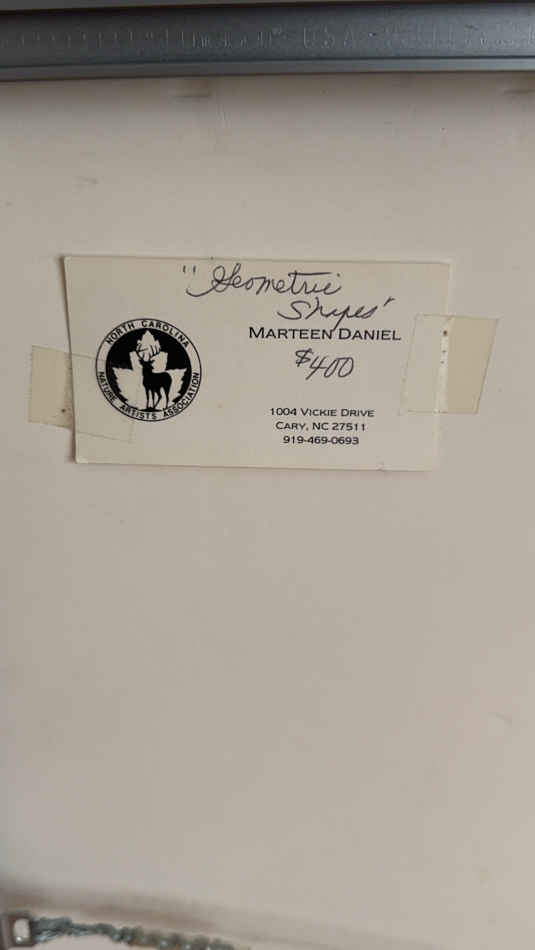 "Geometric
Shapes"
MARTEEN DANIEL
$400
NORTH CAROLINA
NATURE ARTISTS ASSOCIATION
1004 VICKIE DRIVE
CARY, NC 27511
919-469-0693